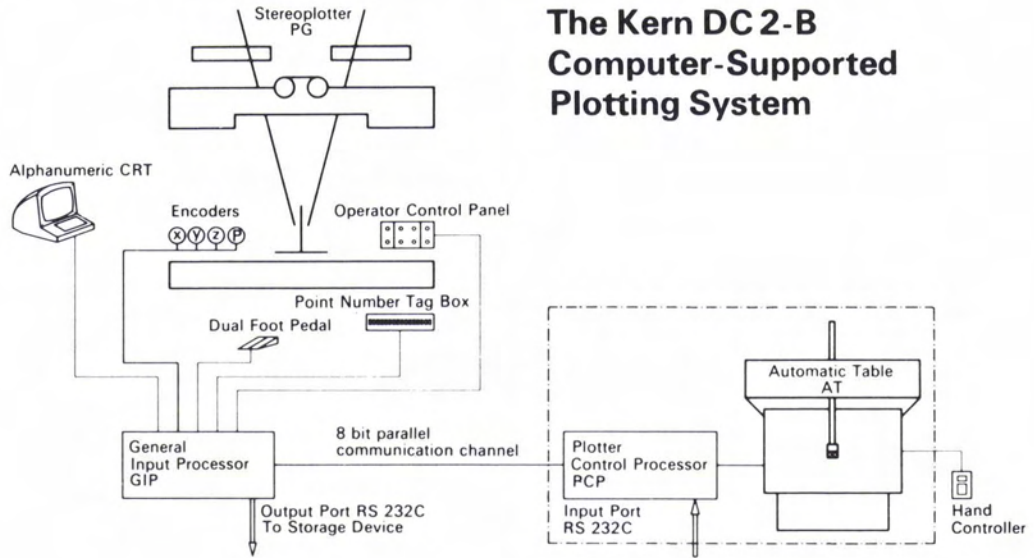 Stereoplotter
PG
The Kern DC 2-B
Computer-Supported
Plotting System
Alphanumeric CRT
Encoders
x y z P
Operator Control Panel
Point Number Tag Box
Dual Foot Pedal
General
Input Processor
GIP
8 bit parallel
communication channel
Output Port RS 232C
To Storage Device
Plotter
Control Processor
PCP
Input Port
RS 232C
Automatic Table
AT
Hand
Controller